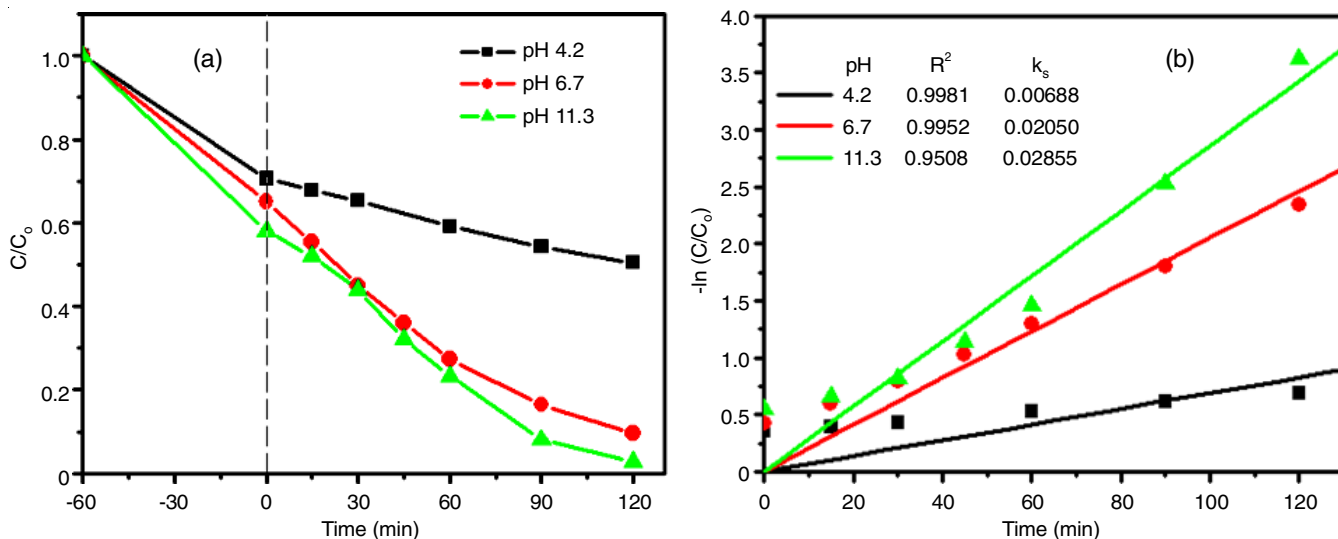 (a)
pH 4.2
pH 6.7
pH 11.3
C/Cₒ
1.0
0.8
0.6
0.4
0.2
0
-60 -30 0 30 60 90 120
Time (min)
(b)
pH R² kₛ
4.2 0.9981 0.00688
6.7 0.9952 0.02050
11.3 0.9508 0.02855
-ln (C/Cₒ)
4.0
3.5
3.0
2.5
2.0
1.5
1.0
0.5
0
0 20 40 60 80 100 120
Time (min)